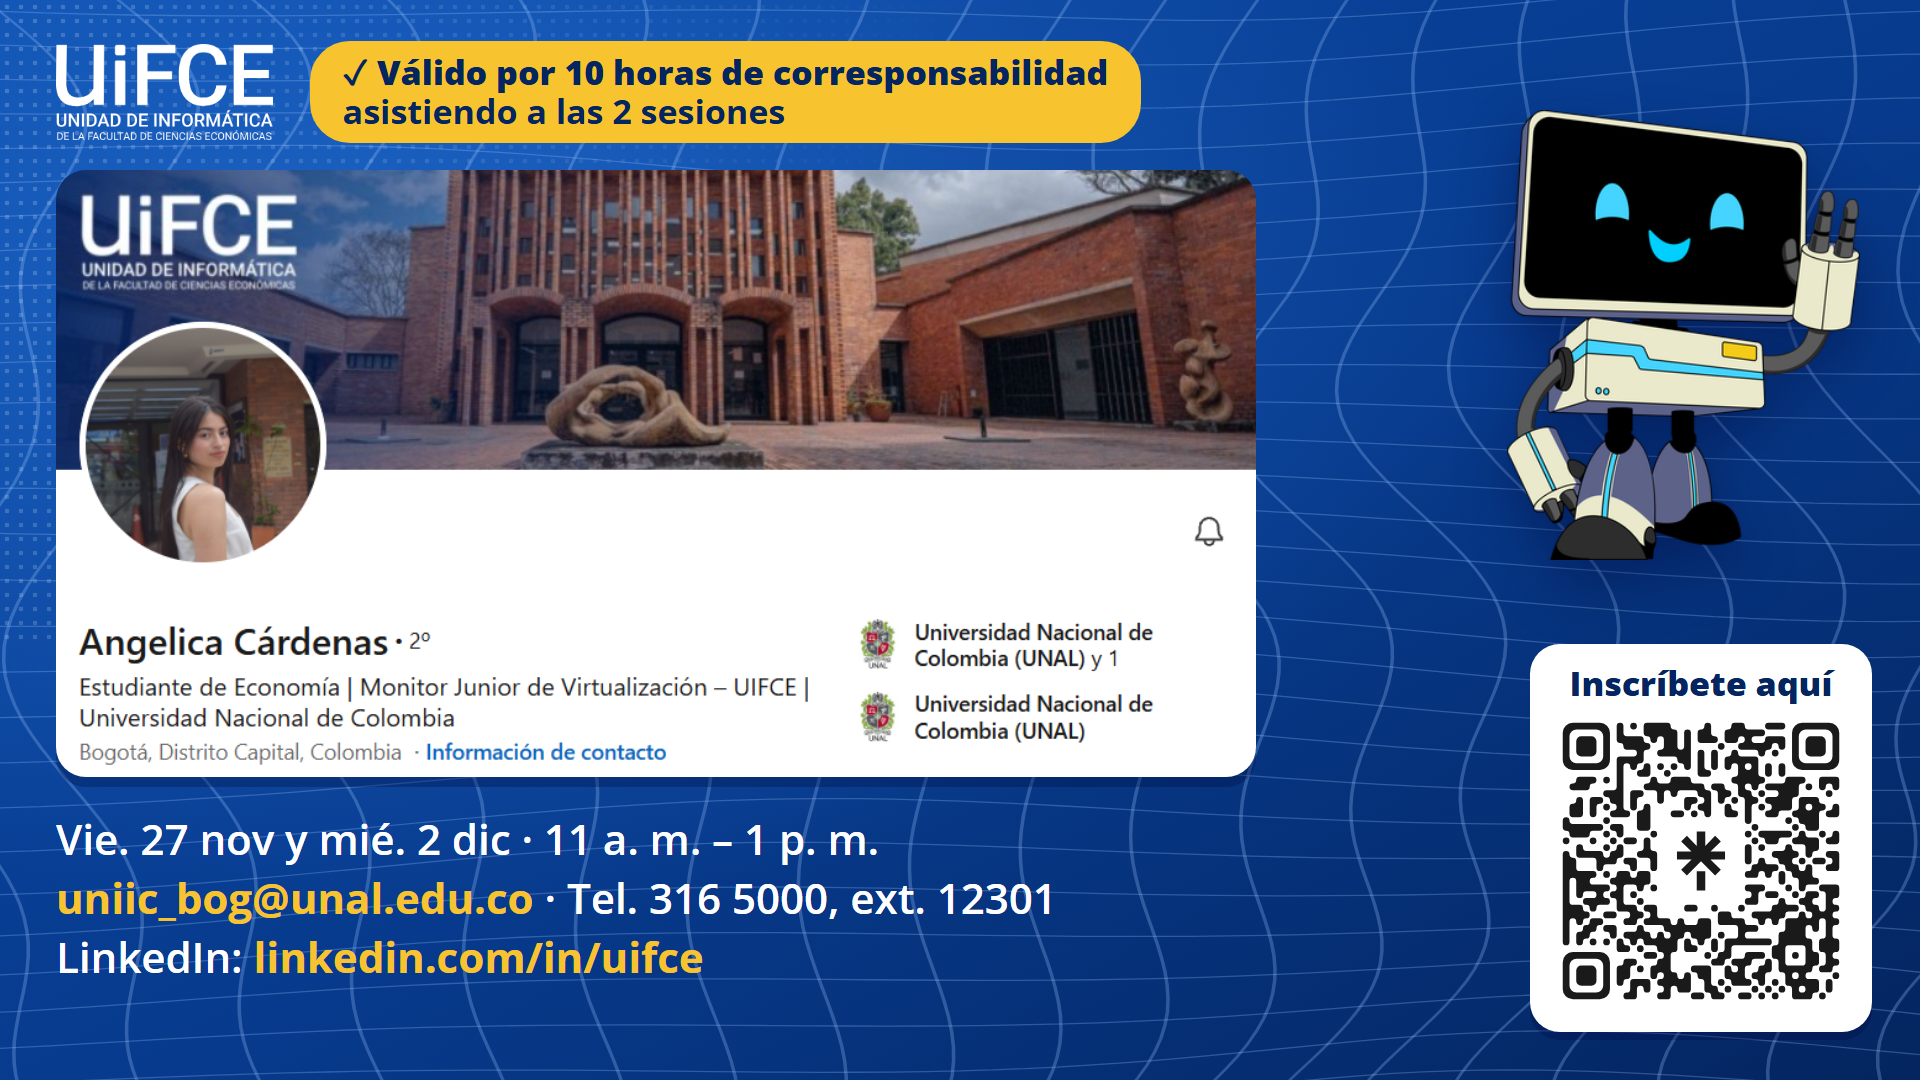 UiFCE
UNIDAD DE INFORMÁTICA
DE LA FACULTAD DE CIENCIAS ECONÓMICAS
✓ Válido por 10 horas de corresponsabilidad
asistiendo a las 2 sesiones
UiFCE
UNIDAD DE INFORMÁTICA
DE LA FACULTAD DE CIENCIAS ECONÓMICAS
Angelica Cárdenas · 2º
Estudiante de Economía | Monitor Junior de Virtualización – UIFCE |
Universidad Nacional de Colombia
Bogotá, Distrito Capital, Colombia · Información de contacto
UNAL
Universidad Nacional de
Colombia (UNAL) y 1
UNAL
Universidad Nacional de
Colombia (UNAL)
Vie. 27 nov y mié. 2 dic · 11 a. m. – 1 p. m.
uniic_bog@unal.edu.co · Tel. 316 5000, ext. 12301
LinkedIn: linkedin.com/in/uifce
Inscríbete aquí